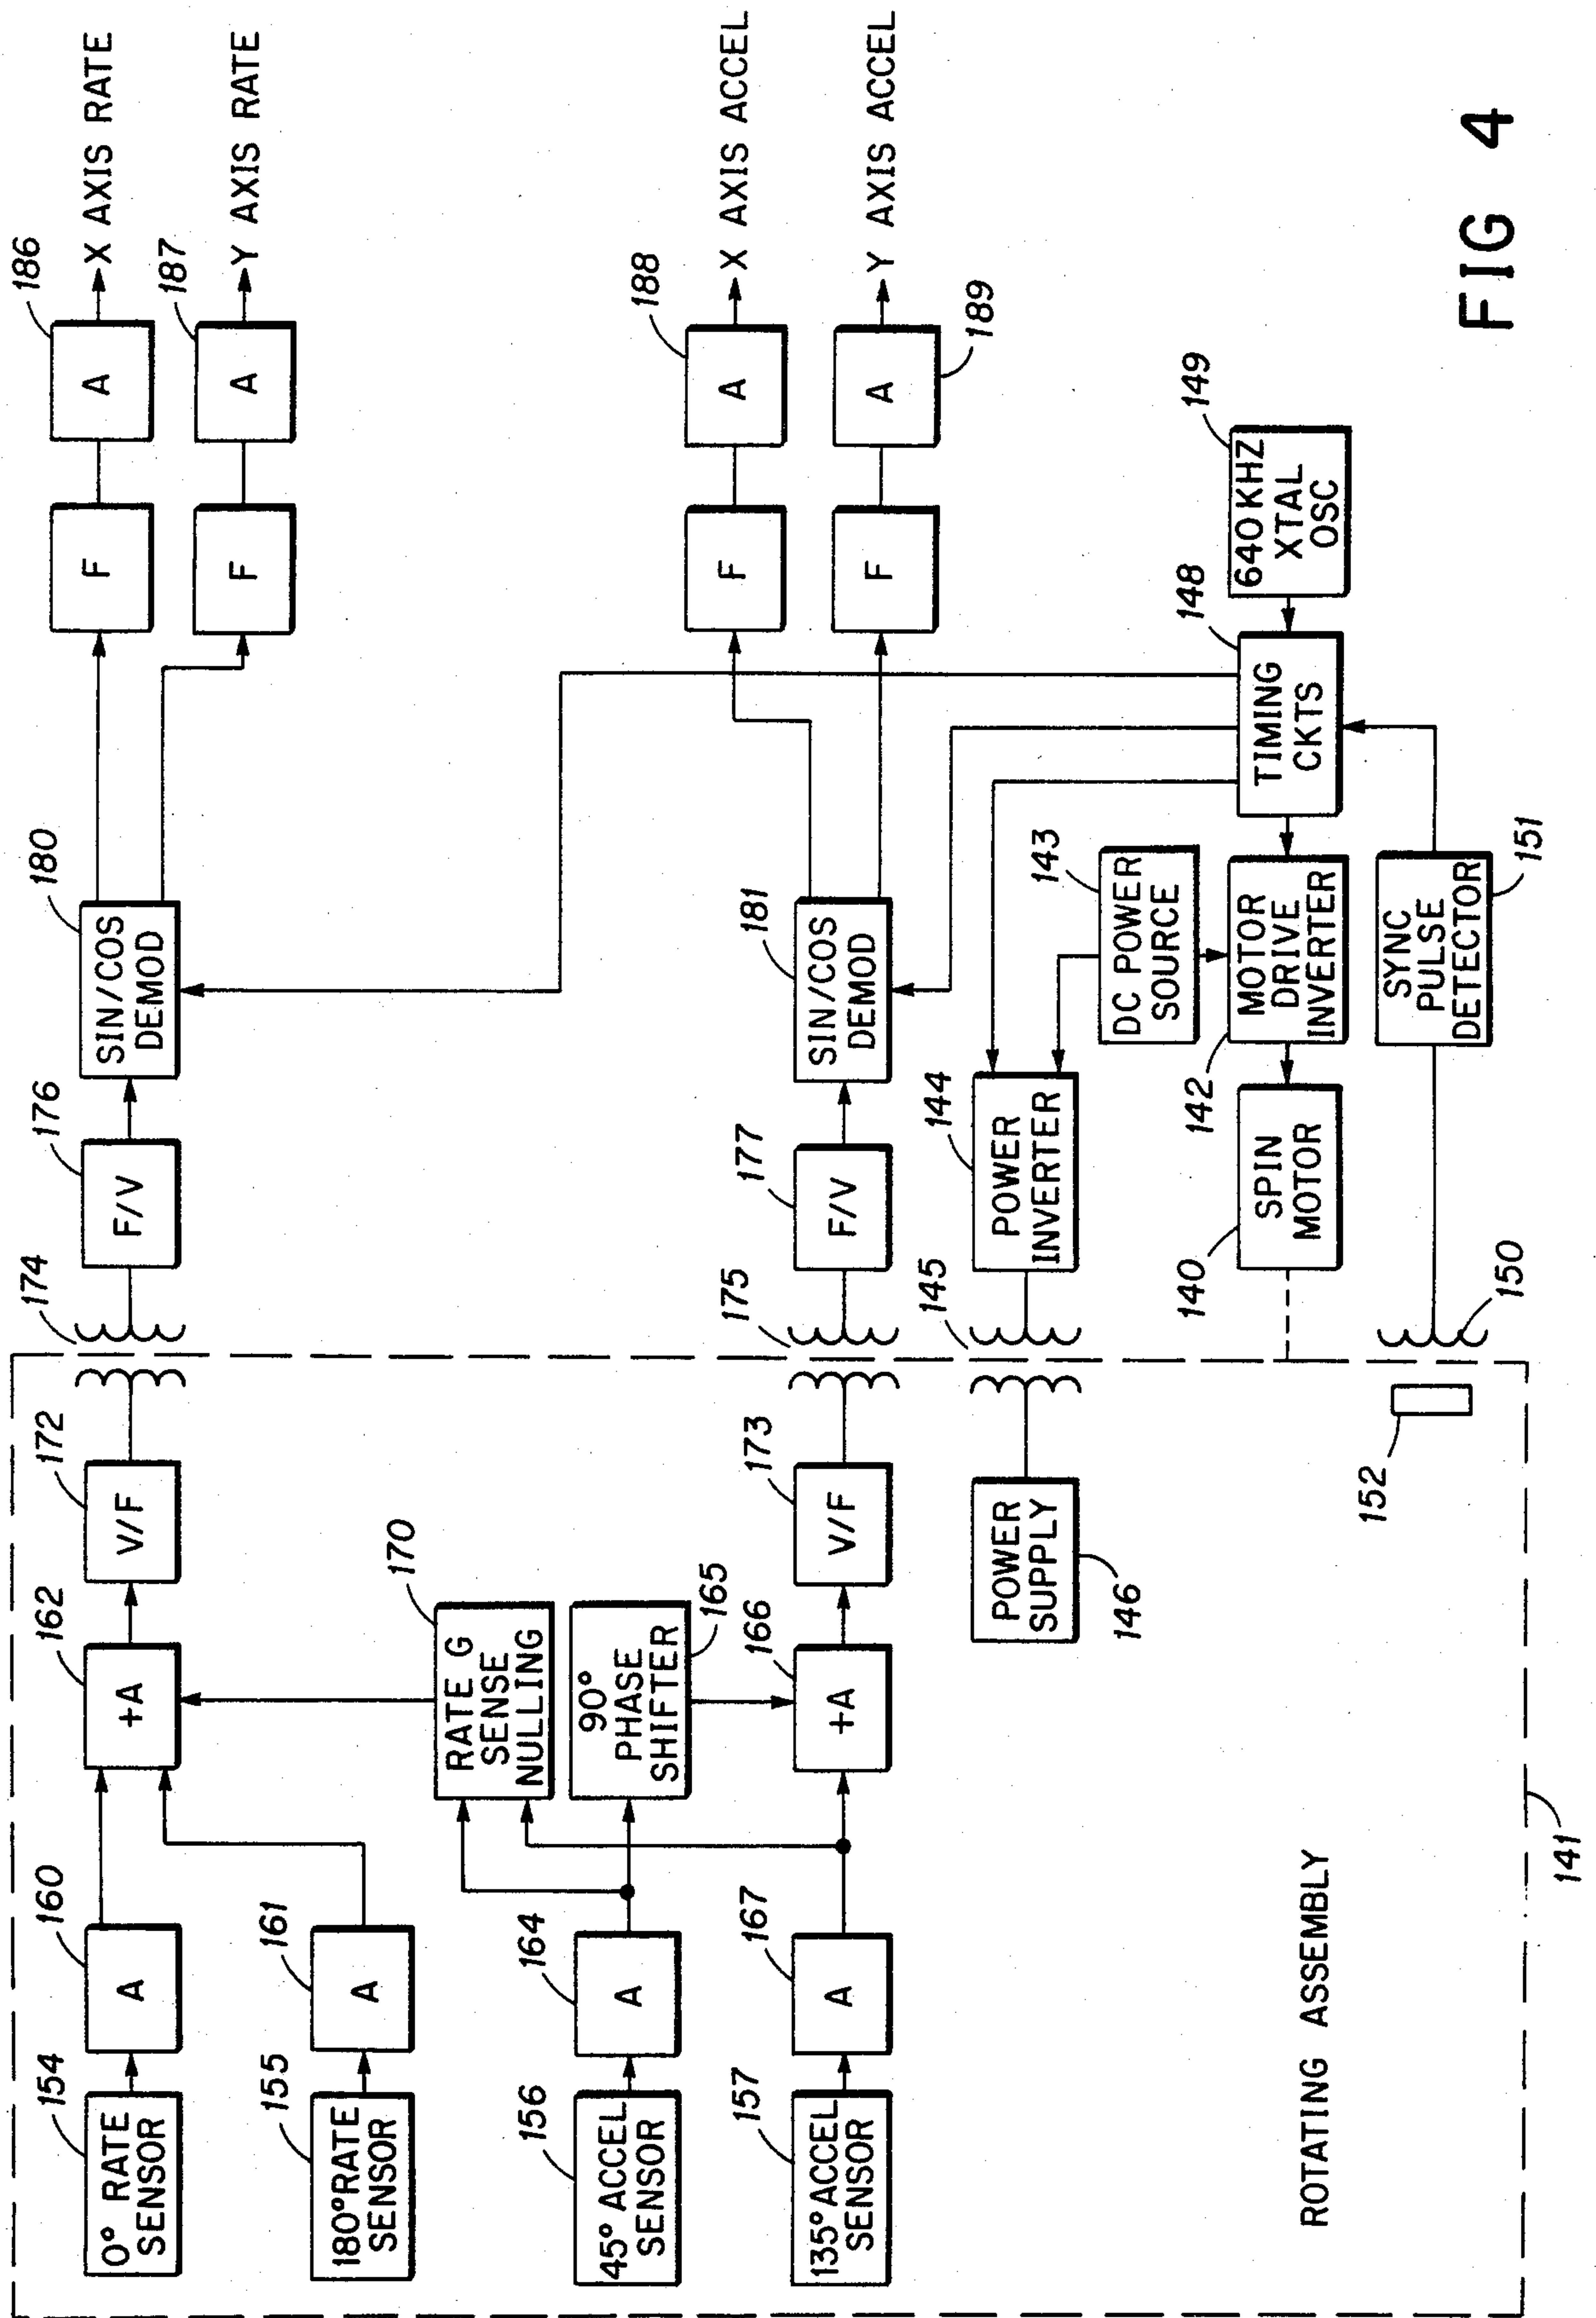 154
0° RATE
SENSOR
160
A
162
+A
172
V/F
174
176
F/V
180
SIN/COS
DEMOD
F
186
A
X AXIS RATE
F
187
A
Y AXIS RATE
155
180° RATE
SENSOR
161
A
170
RATE G
SENSE
NULLING
156
45° ACCEL
SENSOR
164
A
90°
PHASE
SHIFTER
165
157
135° ACCEL
SENSOR
167
A
166
+A
173
V/F
175
177
F/V
181
SIN/COS
DEMOD
F
188
A
X AXIS ACCEL
F
A
189
Y AXIS ACCEL
POWER
SUPPLY
146
145
144
POWER
INVERTER
143
DC POWER
SOURCE
140
SPIN
MOTOR
142
MOTOR
DRIVE
INVERTER
148
TIMING
CKTS
149
640 KHZ
XTAL
OSC
152
150
SYNC
PULSE
DETECTOR
151
ROTATING ASSEMBLY
141
FIG 4